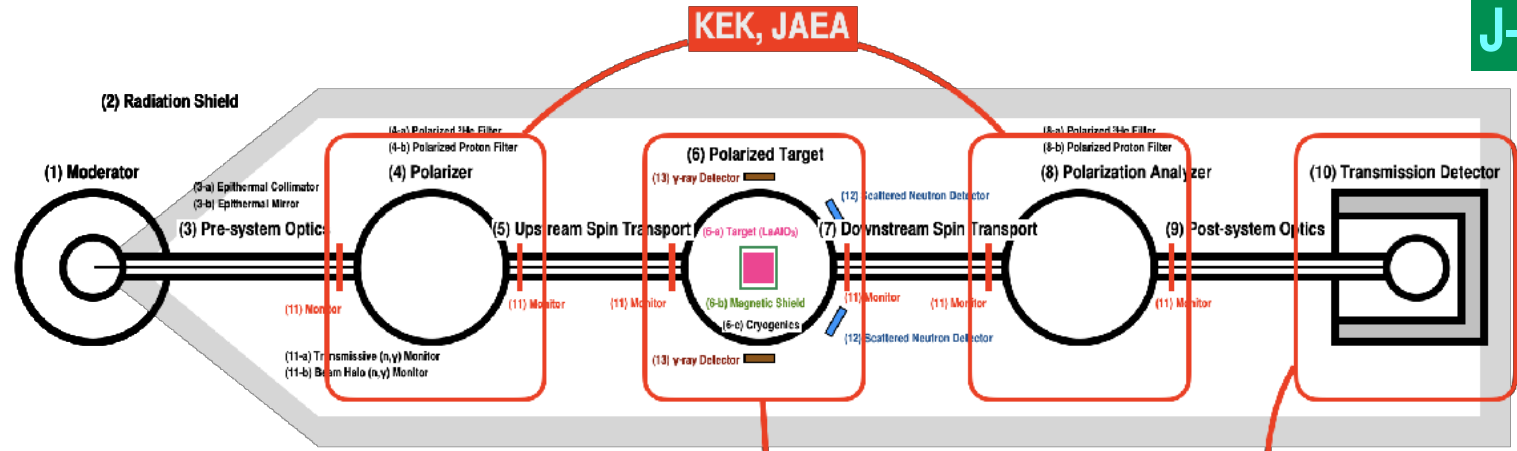 KEK, JAEA
J-
(2) Radiation Shield
(4-a) Polarized ³He Filter
(4-b) Polarized Proton Filter
(8-a) Polarized ³He Filter
(8-b) Polarized Proton Filter
(6) Polarized Target
(1) Moderator
(4) Polarizer
(13) γ-ray Detector
(8) Polarization Analyzer
(10) Transmission Detector
(3-a) Epithermal Collimator
(3-b) Epithermal Mirror
(12) Scattered Neutron Detector
(3) Pre-system Optics
(5) Upstream Spin Transport
(6-a) Target (LaAlO₃)
(7) Downstream Spin Transport
(9) Post-system Optics
(11) Monitor
(11) Monitor
(11) Monitor
(6-b) Magnetic Shield
(11) Monitor
(11) Monitor
(11) Monitor
(6-c) Cryogenics
(12) Scattered Neutron Detector
(11-a) Transmissive (n,γ) Monitor
(11-b) Beam Halo (n,γ) Monitor
(13) γ-ray Detector